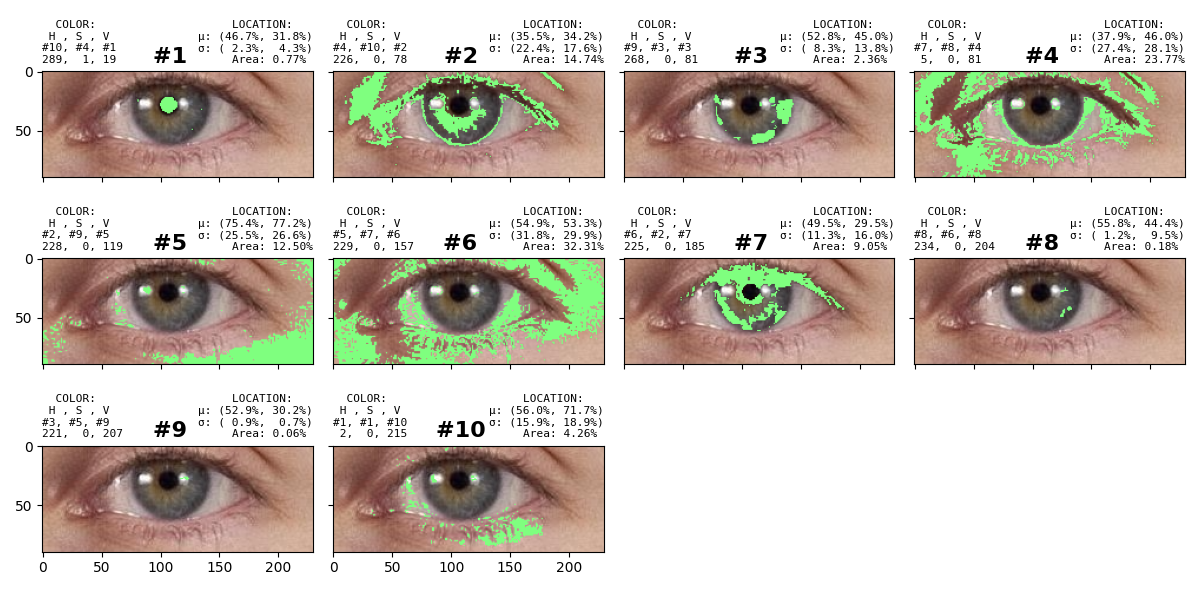 COLOR: LOCATION:
H , S , V μ: (46.7%, 31.8%)
#10, #4, #1 #1 σ: ( 2.3%, 4.3%)
289, 1, 19 Area: 0.77%
COLOR: LOCATION:
H , S , V μ: (35.5%, 34.2%)
#4, #10, #2 #2 σ: (22.4%, 17.6%)
226, 0, 78 Area: 14.74%
COLOR: LOCATION:
H , S , V μ: (52.8%, 45.0%)
#9, #3, #3 #3 σ: ( 8.3%, 13.8%)
268, 0, 81 Area: 2.36%
COLOR: LOCATION:
H , S , V μ: (37.9%, 46.0%)
#7, #8, #4 #4 σ: (27.4%, 28.1%)
5, 0, 81 Area: 23.77%
0
50
COLOR: LOCATION:
H , S , V μ: (75.4%, 77.2%)
#2, #9, #5 #5 σ: (25.5%, 26.6%)
228, 0, 119 Area: 12.50%
COLOR: LOCATION:
H , S , V μ: (54.9%, 53.3%)
#5, #7, #6 #6 σ: (31.8%, 29.9%)
229, 0, 157 Area: 32.31%
COLOR: LOCATION:
H , S , V μ: (49.5%, 29.5%)
#6, #2, #7 #7 σ: (11.3%, 16.0%)
225, 0, 185 Area: 9.05%
COLOR: LOCATION:
H , S , V μ: (55.8%, 44.4%)
#8, #6, #8 #8 σ: ( 1.2%, 9.5%)
234, 0, 204 Area: 0.18%
0
50
COLOR: LOCATION:
H , S , V μ: (52.9%, 30.2%)
#3, #5, #9 #9 σ: ( 0.9%, 0.7%)
221, 0, 207 Area: 0.06%
COLOR: LOCATION:
H , S , V μ: (56.0%, 71.7%)
#1, #1, #10 #10 σ: (15.9%, 18.9%)
2, 0, 215 Area: 4.26%
0
50
0 50 100 150 200
0 50 100 150 200